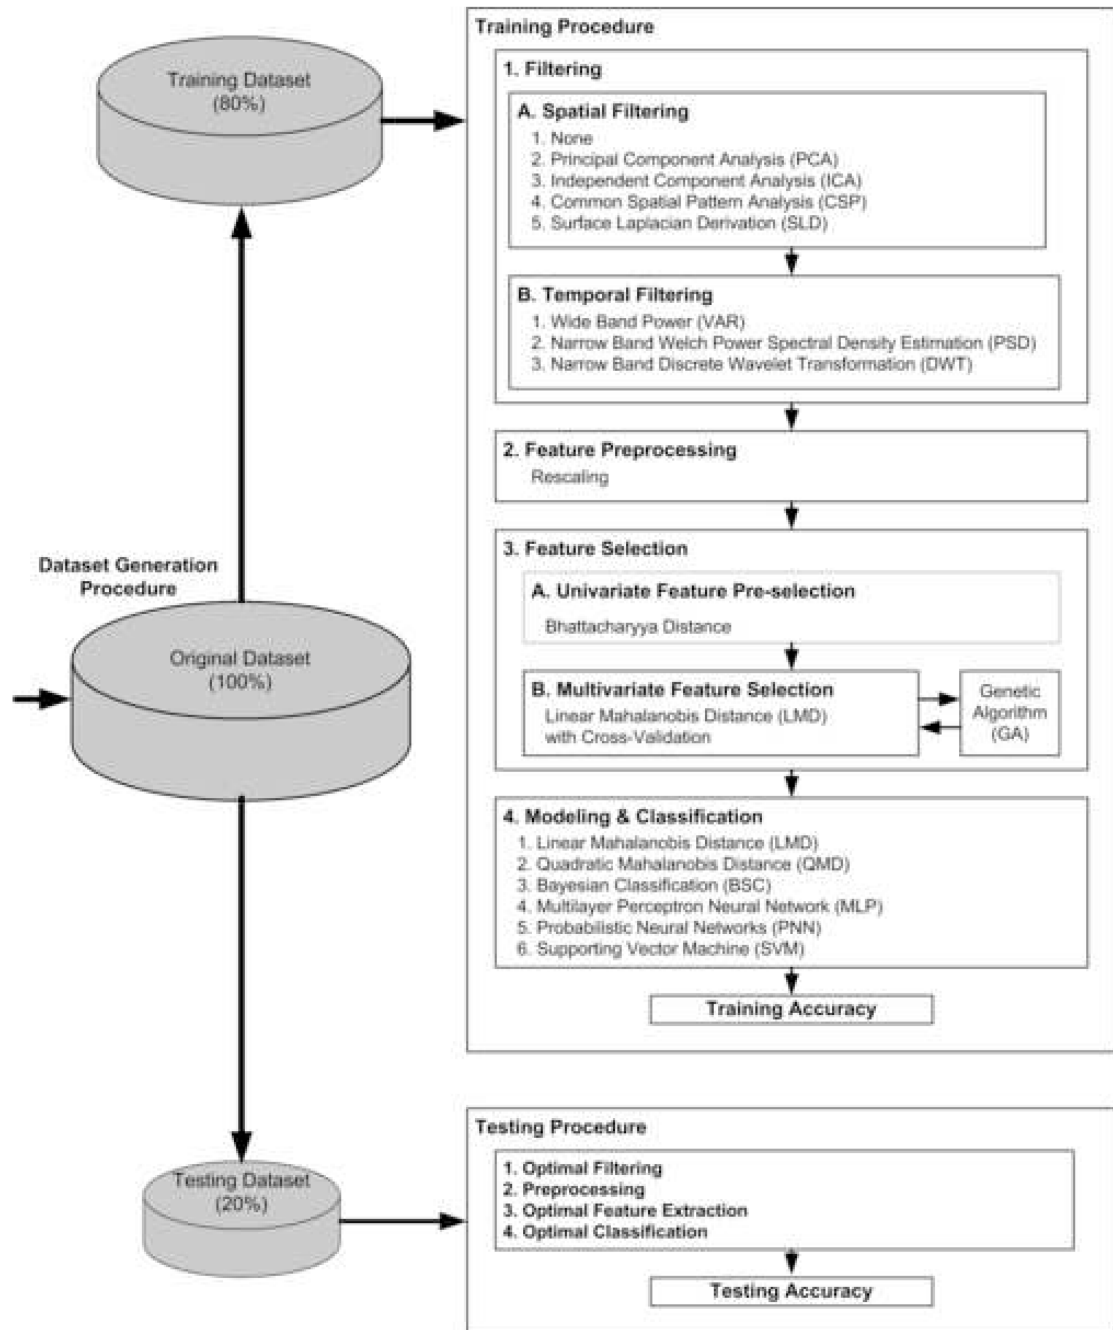 Training Dataset
(80%)
Dataset Generation
Procedure
Original Dataset
(100%)
Testing Dataset
(20%)
Training Procedure
1. Filtering
A. Spatial Filtering
1. None
2. Principal Component Analysis (PCA)
3. Independent Component Analysis (ICA)
4. Common Spatial Pattern Analysis (CSP)
5. Surface Laplacian Derivation (SLD)
B. Temporal Filtering
1. Wide Band Power (VAR)
2. Narrow Band Welch Power Spectral Density Estimation (PSD)
3. Narrow Band Discrete Wavelet Transformation (DWT)
2. Feature Preprocessing
Rescaling
3. Feature Selection
A. Univariate Feature Pre-selection
Bhattacharyya Distance
B. Multivariate Feature Selection
Linear Mahalanobis Distance (LMD)
with Cross-Validation
Genetic
Algorithm
(GA)
4. Modeling & Classification
1. Linear Mahalanobis Distance (LMD)
2. Quadratic Mahalanobis Distance (QMD)
3. Bayesian Classification (BSC)
4. Multilayer Perceptron Neural Network (MLP)
5. Probabilistic Neural Networks (PNN)
6. Supporting Vector Machine (SVM)
Training Accuracy
Testing Procedure
1. Optimal Filtering
2. Preprocessing
3. Optimal Feature Extraction
4. Optimal Classification
Testing Accuracy